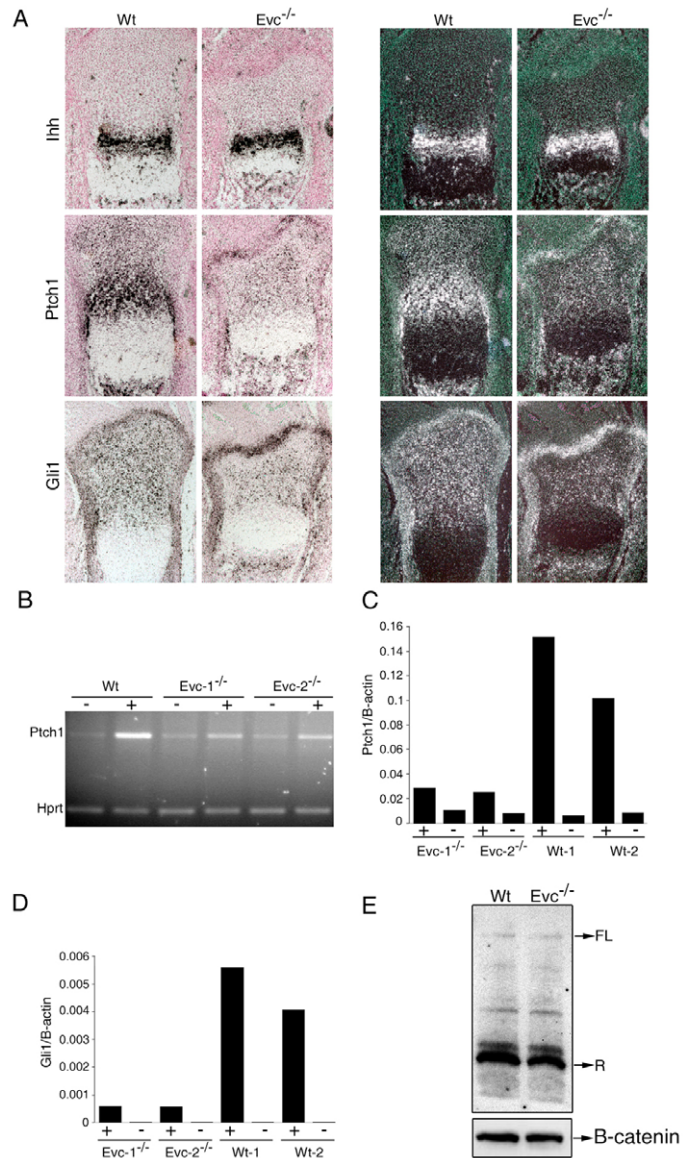 A
Wt Evc-/- Wt Evc-/-
Ihh
Ptch1
Gli1
B
Wt Evc-1-/- Evc-2-/-
- + - + - +
Ptch1
Hprt
C
Ptch1/B-actin
0.16
0.14
0.1
0.08
0.06
0.04
0.02
0
+ - + - + - + -
Evc-1-/- Evc-2-/- Wt-1 Wt-2
D
Gli1/B-actin
0.006
0.005
0.004
0.003
0.002
0.001
0
+ - + - + - + -
Evc-1-/- Evc-2-/- Wt-1 Wt-2
E
Wt Evc-/-
FL
R
B-catenin